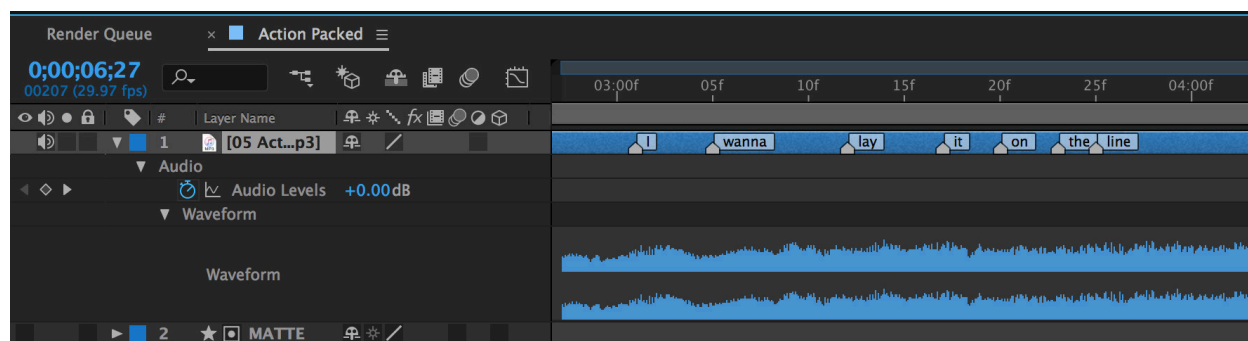 Render Queue × Action Packed ≡
0;00;06;27
00207 (29.97 fps)
03:00f 05f 10f 15f 20f 25f 04:00f
# Layer Name fx
1 [05 Act...p3] I wanna lay it on the line
Audio
Audio Levels +0.00dB
Waveform
Waveform
2 MATTE